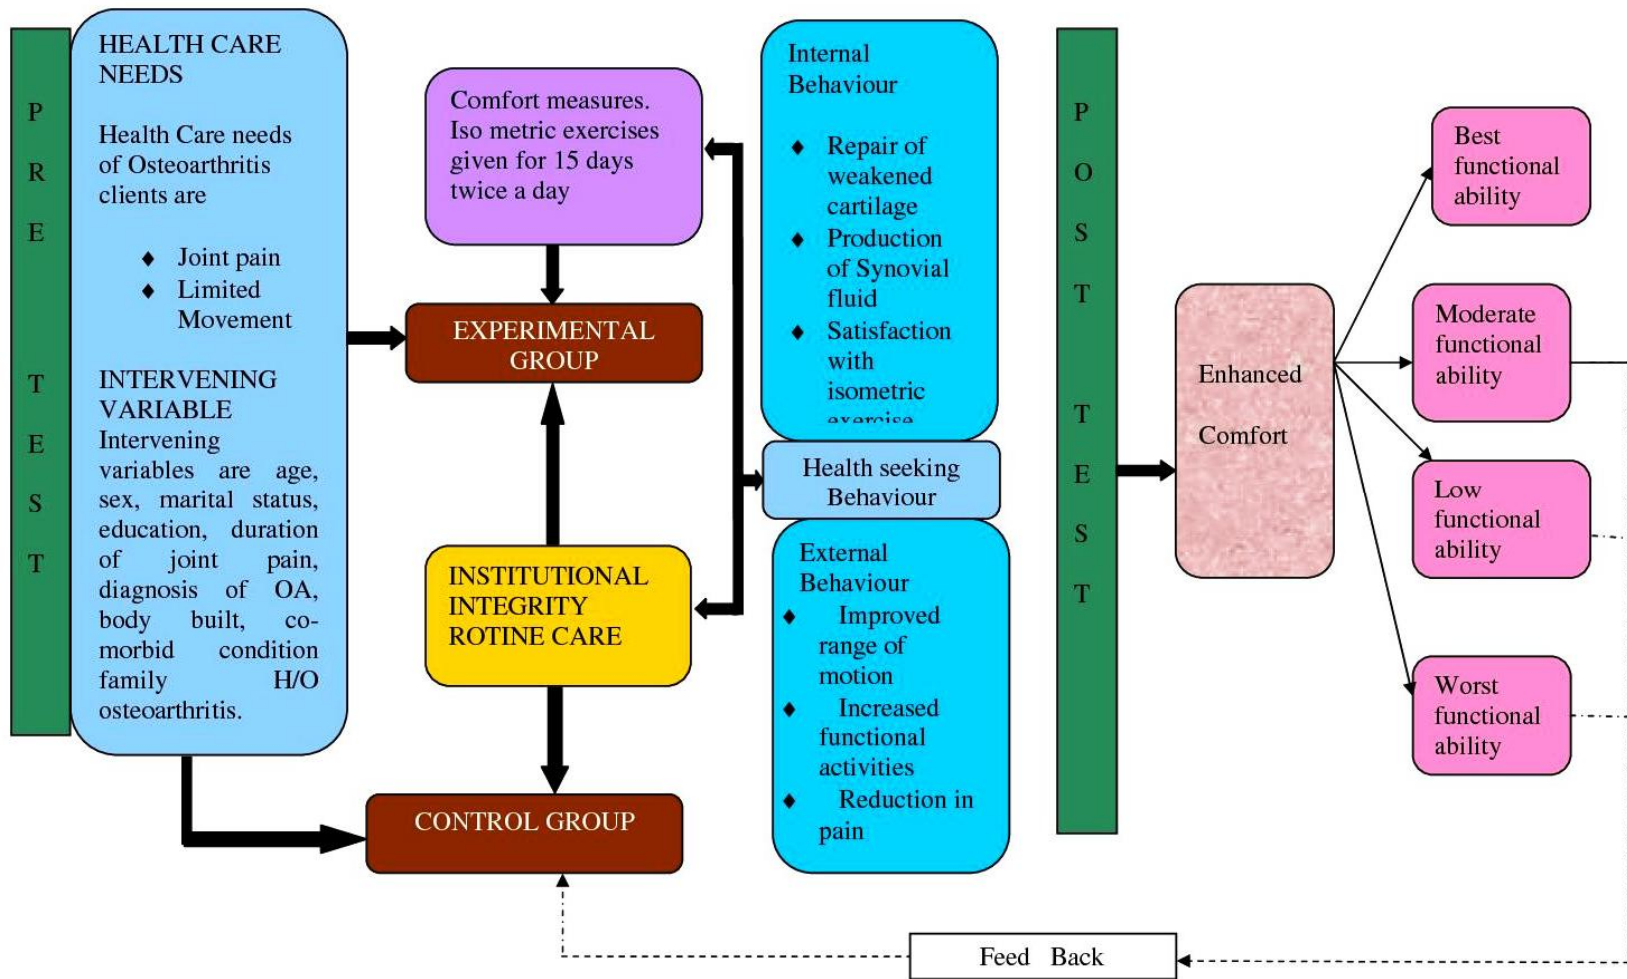 P
R
E
T
E
S
T
HEALTH CARE
NEEDS
Health Care needs
of Osteoarthritis
clients are
♦ Joint pain
♦ Limited
Movement
INTERVENING
VARIABLE
Intervening
variables are age,
sex, marital status,
education, duration
of joint pain,
diagnosis of OA,
body built, co-
morbid condition
family H/O
osteoarthritis.
Comfort measures.
Iso metric exercises
given for 15 days
twice a day
EXPERIMENTAL
GROUP
INSTITUTIONAL
INTEGRITY
ROTINE CARE
CONTROL GROUP
Internal
Behaviour
♦ Repair of
weakened
cartilage
♦ Production
of Synovial
fluid
♦ Satisfaction
with
isometric
exercise
Health seeking
Behaviour
External
Behaviour
♦ Improved
range of
motion
♦ Increased
functional
activities
♦ Reduction in
pain
P
O
S
T
T
E
S
T
Enhanced
Comfort
Best
functional
ability
Moderate
functional
ability
Low
functional
ability
Worst
functional
ability
Feed Back